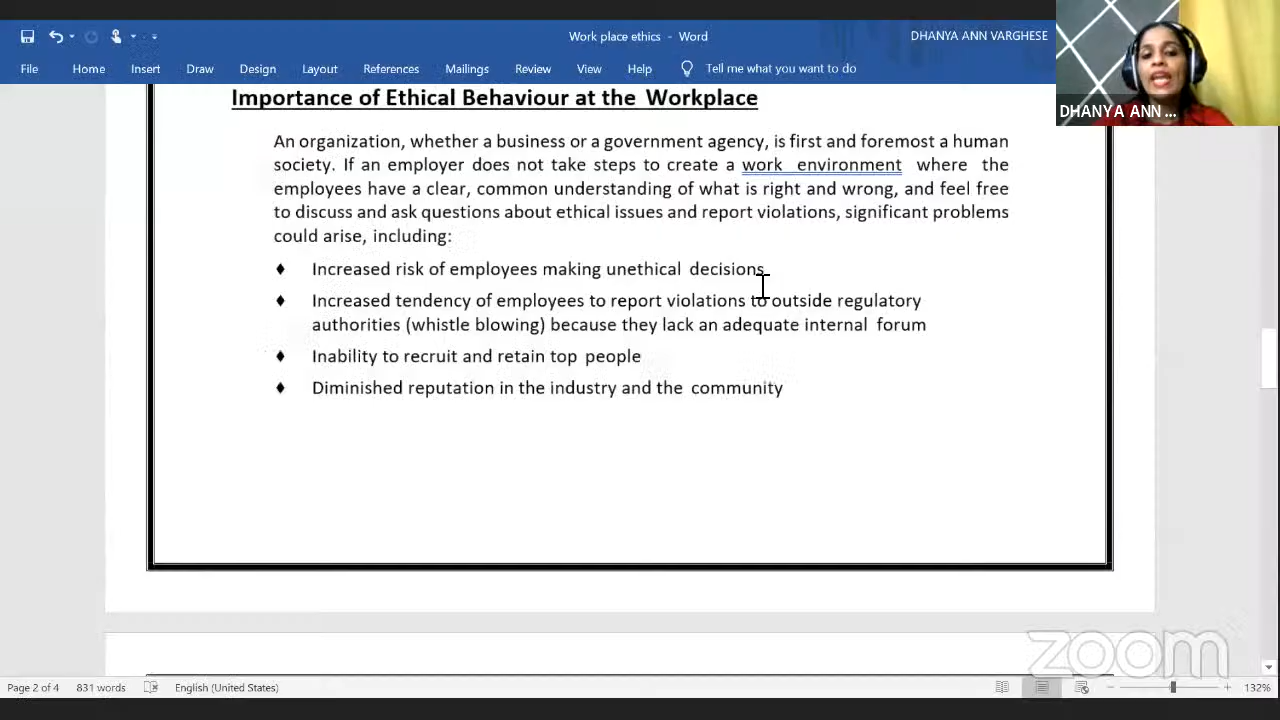 Work place ethics - Word
DHANYA ANN VARGHESE
File Home Insert Draw Design Layout References Mailings Review View Help Tell me what you want to do
DHANYA ANN ...
Importance of Ethical Behaviour at the Workplace
An organization, whether a business or a government agency, is first and foremost a human
society. If an employer does not take steps to create a work environment where the
employees have a clear, common understanding of what is right and wrong, and feel free
to discuss and ask questions about ethical issues and report violations, significant problems
could arise, including:
♦ Increased risk of employees making unethical decisions
♦ Increased tendency of employees to report violations to outside regulatory
authorities (whistle blowing) because they lack an adequate internal forum
♦ Inability to recruit and retain top people
♦ Diminished reputation in the industry and the community
zoom
Page 2 of 4 831 words English (United States) 132%